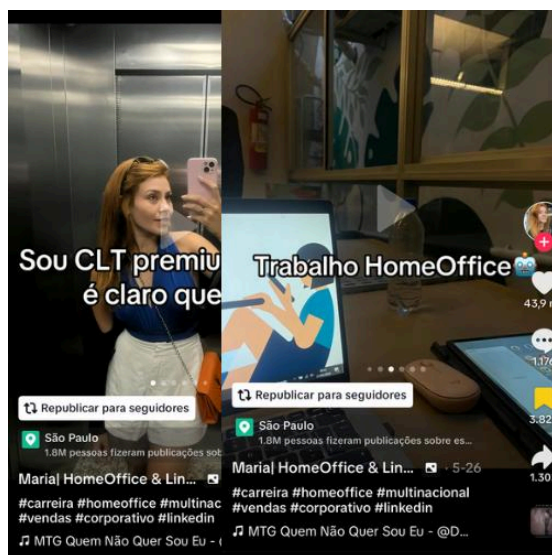 Sou CLT premiu
é claro que
Republicar para seguidores
São Paulo
1.8M pessoas fizeram publicações sob
Maria| HomeOffice & Lin...
#carreira #homeoffice #multinac
#vendas #corporativo #linkedin
MTG Quem Não Quer Sou Eu - (
Trabalho HomeOffice
Republicar para seguidores
São Paulo
1.8M pessoas fizeram publicações sobre es...
Maria| HomeOffice & Lin... · 5-26
#carreira #homeoffice #multinacional
#vendas #corporativo #linkedin
MTG Quem Não Quer Sou Eu - @D...
43,9
1.176
3.82
1.30